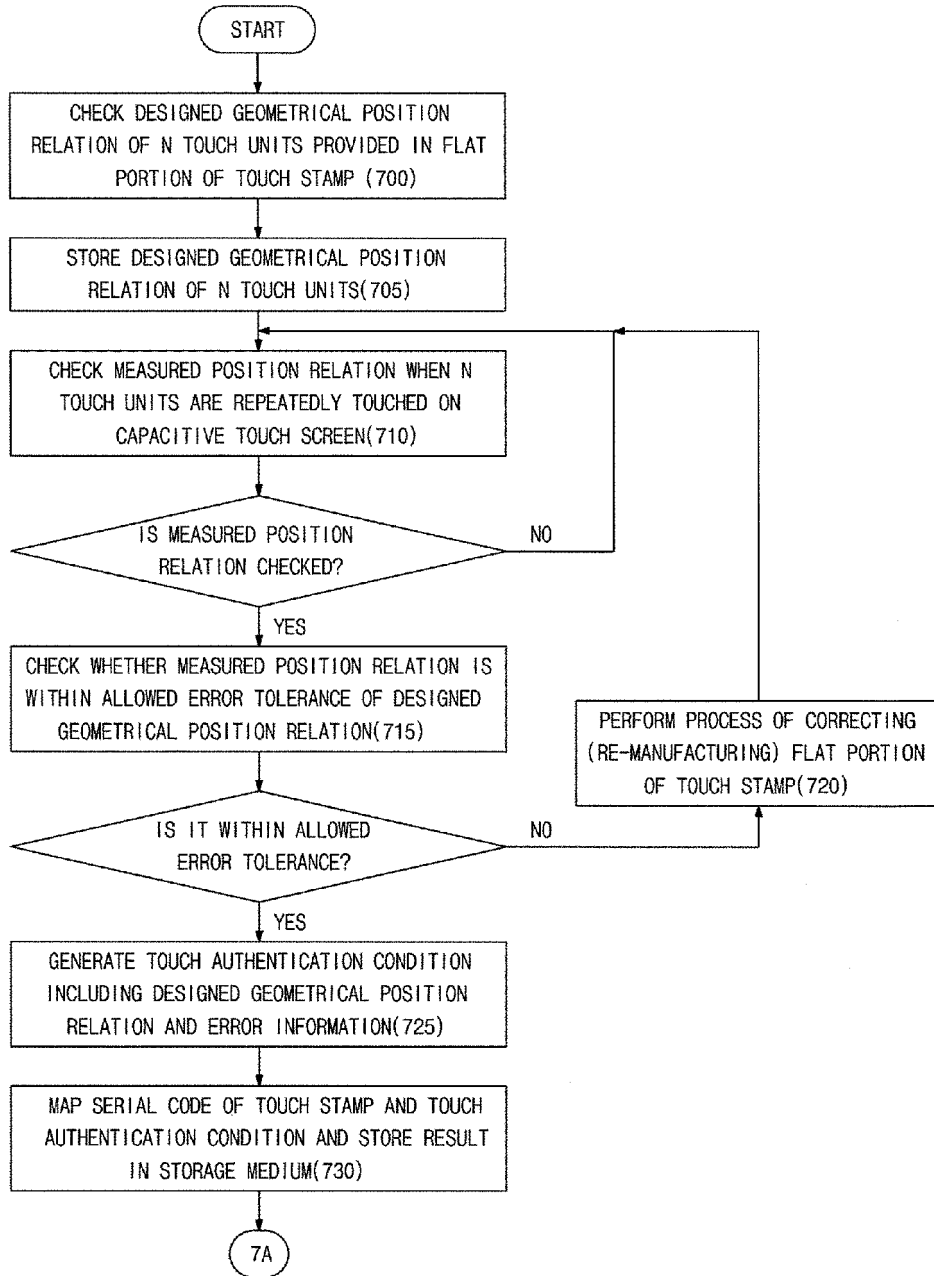 START
CHECK DESIGNED GEOMETRICAL POSITION
RELATION OF N TOUCH UNITS PROVIDED IN FLAT
PORTION OF TOUCH STAMP (700)
STORE DESIGNED GEOMETRICAL POSITION
RELATION OF N TOUCH UNITS(705)
CHECK MEASURED POSITION RELATION WHEN N
TOUCH UNITS ARE REPEATEDLY TOUCHED ON
CAPACITIVE TOUCH SCREEN(710)
IS MEASURED POSITION
RELATION CHECKED?
NO
YES
CHECK WHETHER MEASURED POSITION RELATION IS
WITHIN ALLOWED ERROR TOLERANCE OF DESIGNED
GEOMETRICAL POSITION RELATION(715)
PERFORM PROCESS OF CORRECTING
(RE-MANUFACTURING) FLAT PORTION
OF TOUCH STAMP(720)
IS IT WITHIN ALLOWED
ERROR TOLERANCE?
NO
YES
GENERATE TOUCH AUTHENTICATION CONDITION
INCLUDING DESIGNED GEOMETRICAL POSITION
RELATION AND ERROR INFORMATION(725)
MAP SERIAL CODE OF TOUCH STAMP AND TOUCH
AUTHENTICATION CONDITION AND STORE RESULT
IN STORAGE MEDIUM(730)
7A